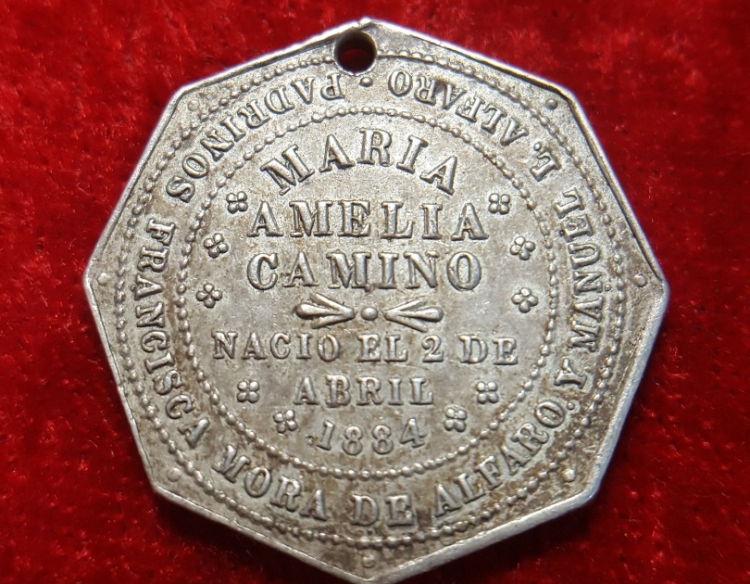 MARIA
AMELIA
CAMINO
NACIO EL 2 DE
ABRIL
1884
PADRINOS FRANCISCA MORA DE ALFARO. Y MANUEL L. ALFARO